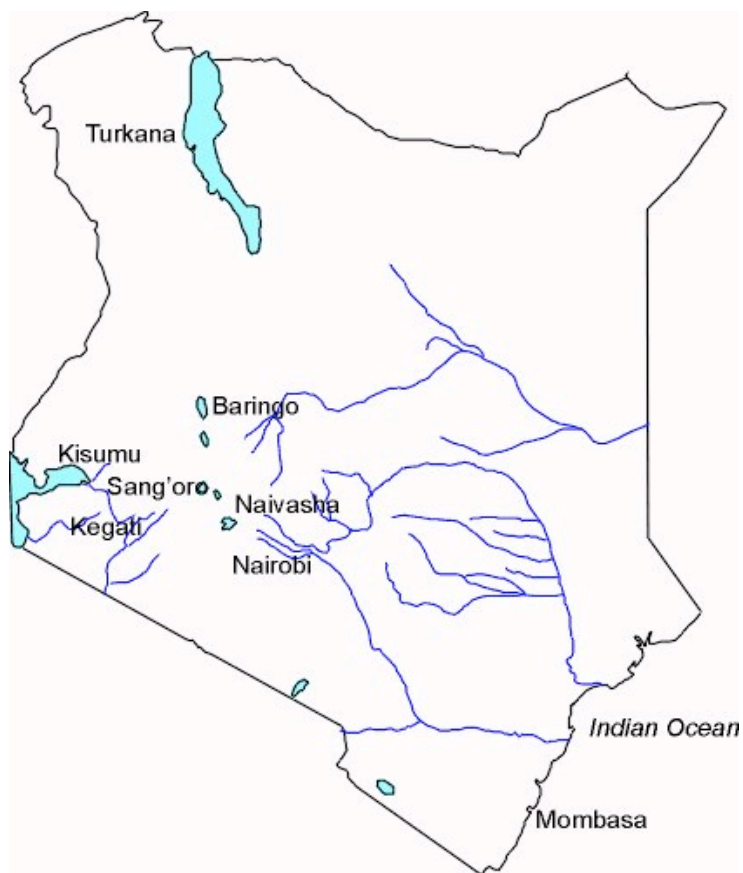 Turkana
Baringo
Kisumu
Sang'oro
Naivasha
Kegati
Nairobi
Indian Ocean
Mombasa